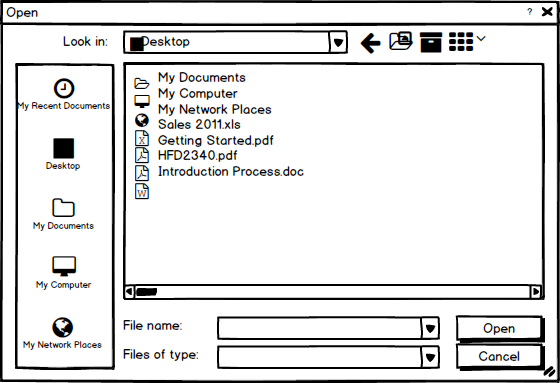 Open ?
Look in: Desktop
My Recent Documents
Desktop
My Documents
My Computer
My Network Places
My Documents
My Computer
My Network Places
Sales 2011.xls
Getting Started.pdf
HFD2340.pdf
Introduction Process.doc
File name: Open
Files of type: Cancel